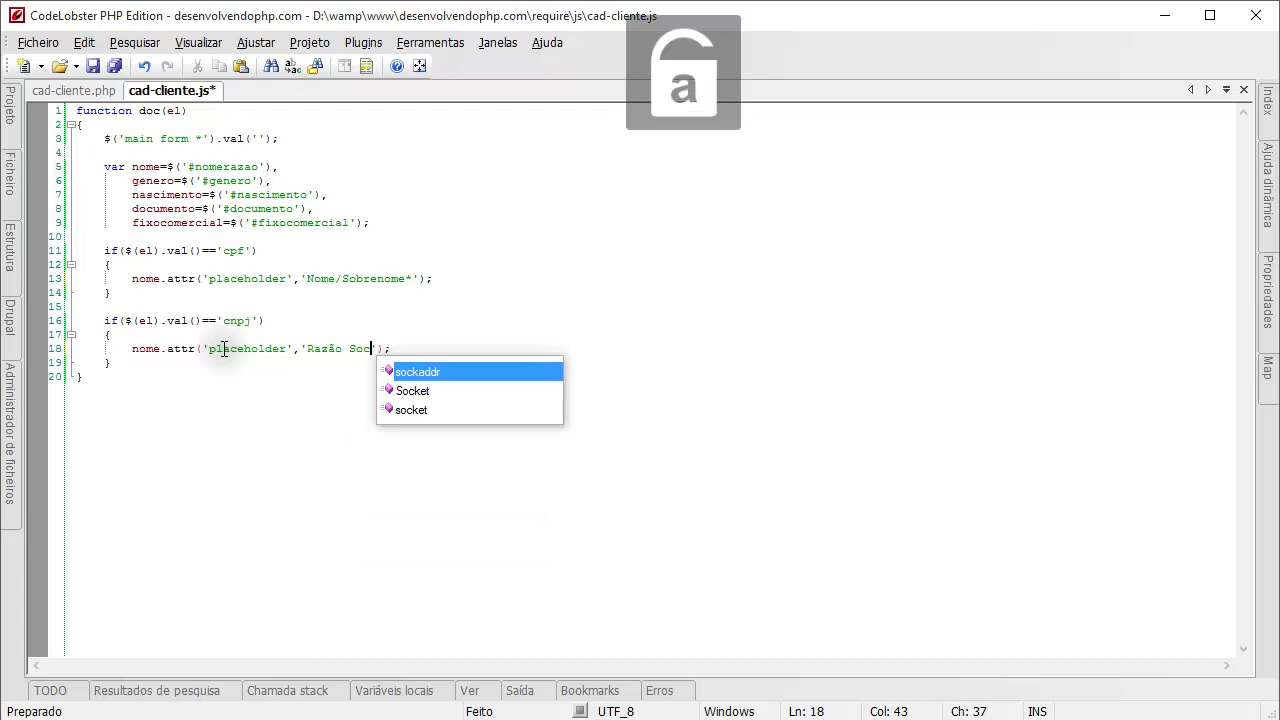 CodeLobster PHP Edition - desenvolvendophp.com - D:\wamp\www\desenvolvendophp.com\require\js\cad-cliente.js
Ficheiro Edit Pesquisar Visualizar Ajustar Projeto Plugins Ferramentas Janelas Ajuda
a
cad-cliente.php cad-cliente.js*
Projeto
Ficheiro
Estrutura
Drupal
Administrador de ficheiros
1 function doc(el)
2 {
3 $('main form *').val('');
4
5 var nome=$('#nomerazao'),
6 genero=$('#genero'),
7 nascimento=$('#nascimento'),
8 documento=$('#documento'),
9 fixocomercial=$('#fixocomercial');
10
11 if($(el).val()=='cpf')
12 {
13 nome.attr('placeholder','Nome/Sobrenome*');
14 }
15
16 if($(el).val()=='cnpj')
17 {
18 nome.attr('placeholder','Razão Soc');
19 }
20 }
sockaddr
Socket
socket
Index
Ajuda dinâmica
Propriedades
Map
TODO Resultados de pesquisa Chamada stack Variáveis locais Ver Saída Bookmarks Erros
Preparado Feito UTF_8 Windows Ln: 18 Col: 43 Ch: 37 INS